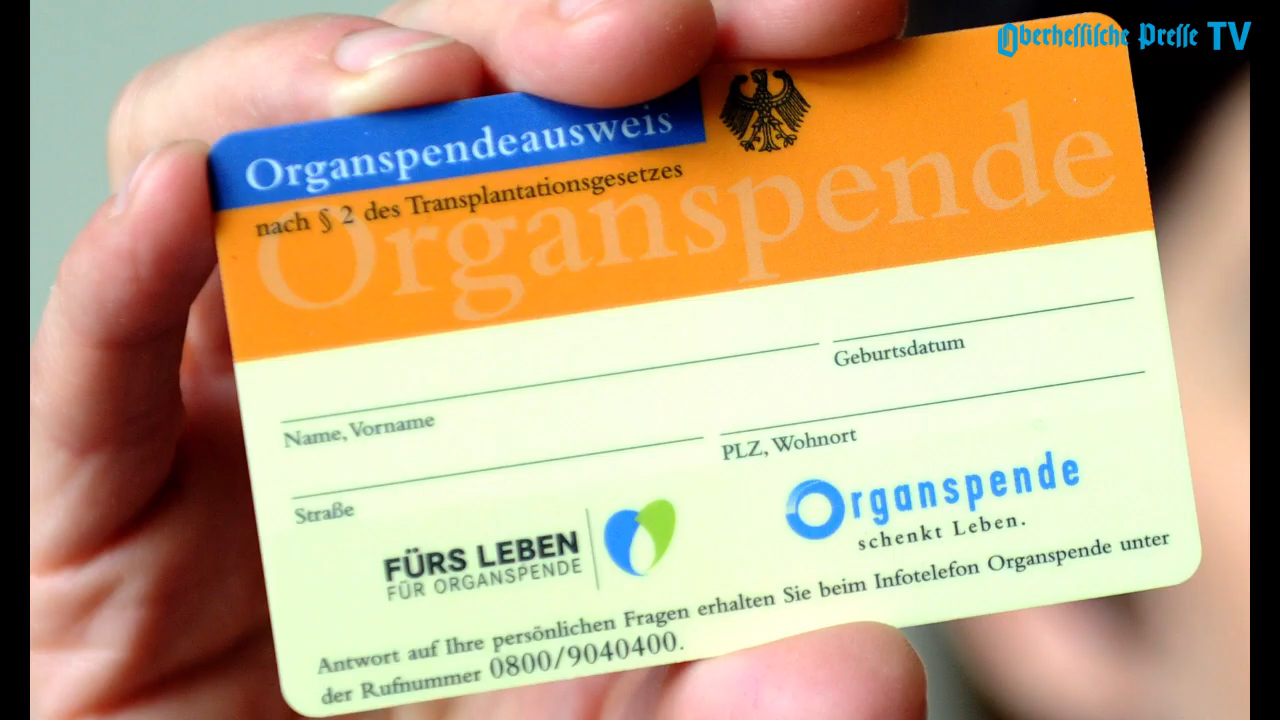 Oberhessische Presse TV
Organspendeausweis
nach § 2 des Transplantationsgesetzes
Organspende
Geburtsdatum
Name, Vorname
PLZ, Wohnort
Straße
Organspende
schenkt Leben.
FÜRS LEBEN
FÜR ORGANSPENDE
Antwort auf Ihre persönlichen Fragen erhalten Sie beim Infotelefon Organspende unter
der Rufnummer 0800/9040400.